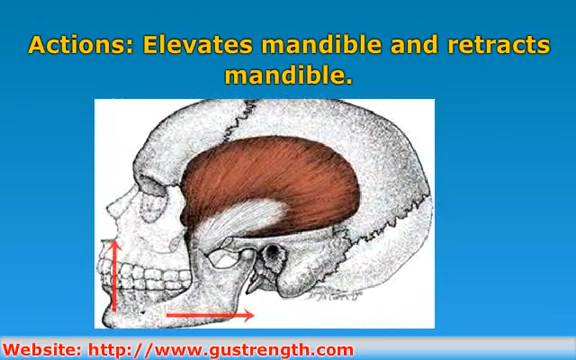 Actions: Elevates mandible and retracts
mandible.
Website: http://www.gustrength.com